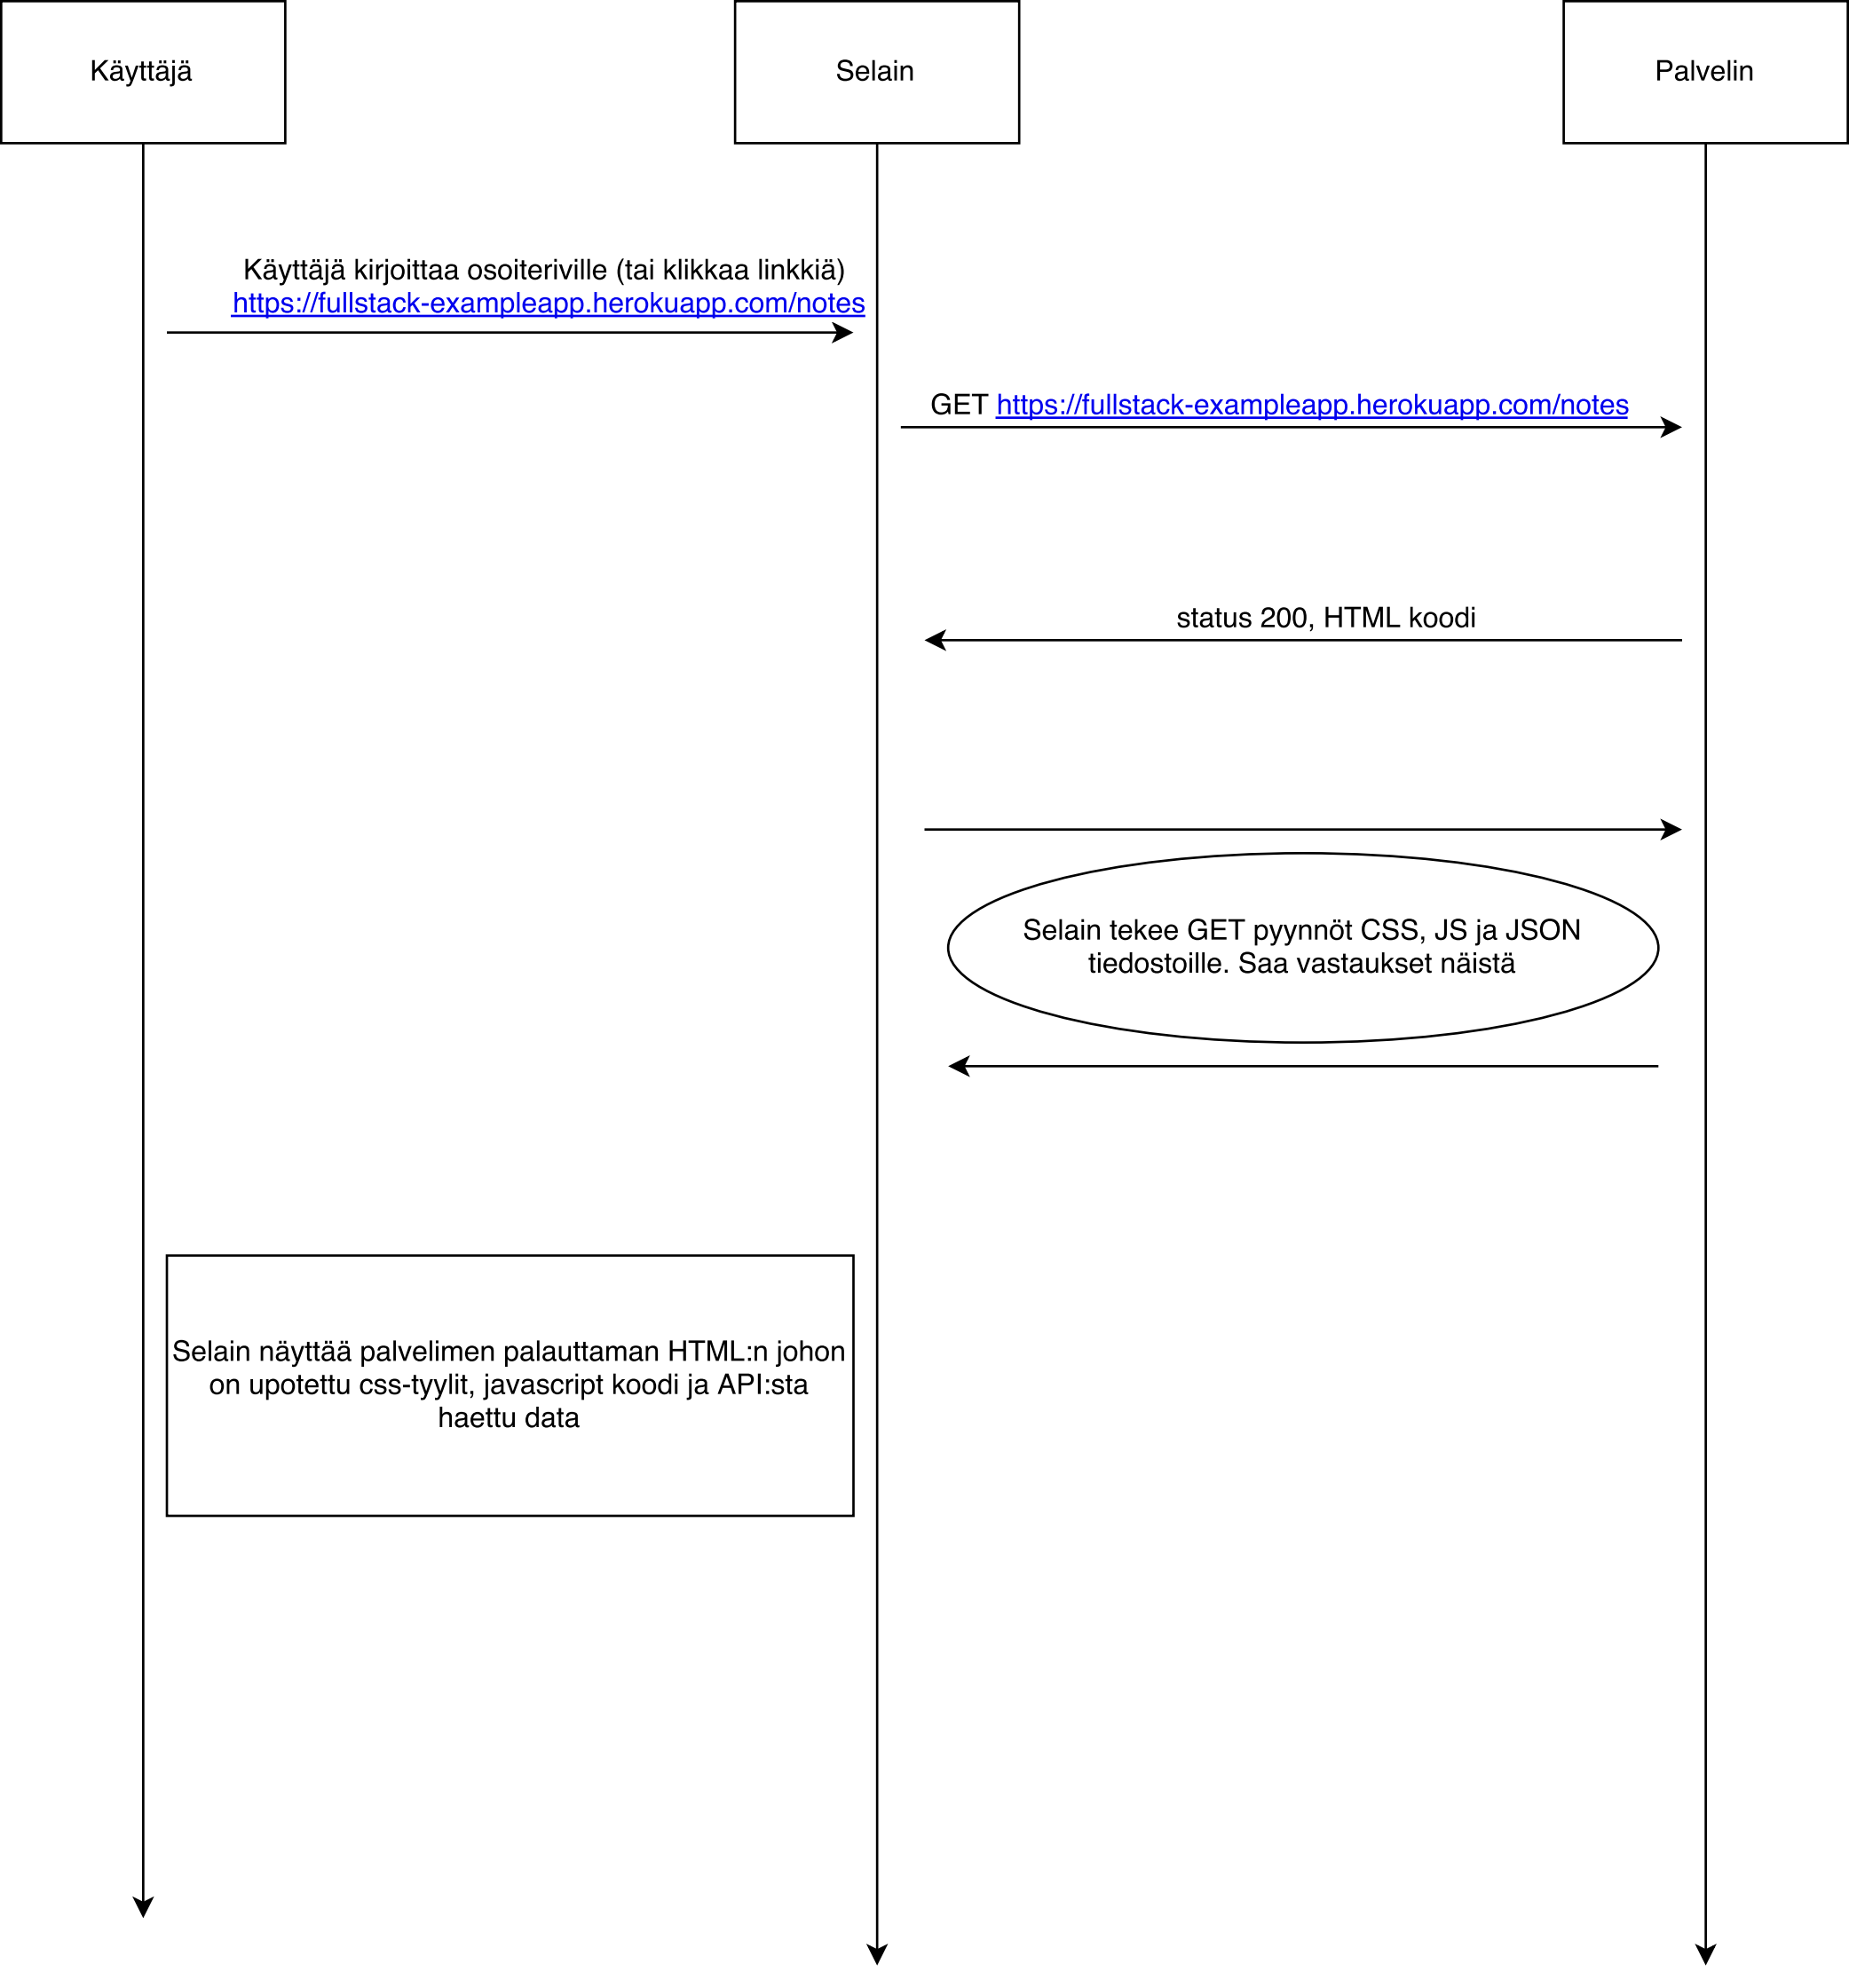 Käyttäjä
Selain
Palvelin
Käyttäjä kirjoittaa osoiteriville (tai klikkaa linkkiä)
https://fullstack-exampleapp.herokuapp.com/notes
GET https://fullstack-exampleapp.herokuapp.com/notes
status 200, HTML koodi
Selain tekee GET pyynnöt CSS, JS ja JSON
tiedostoille. Saa vastaukset näistä
Selain näyttää palvelimen palauttaman HTML:n johon
on upotettu css-tyylit, javascript koodi ja API:sta
haettu data